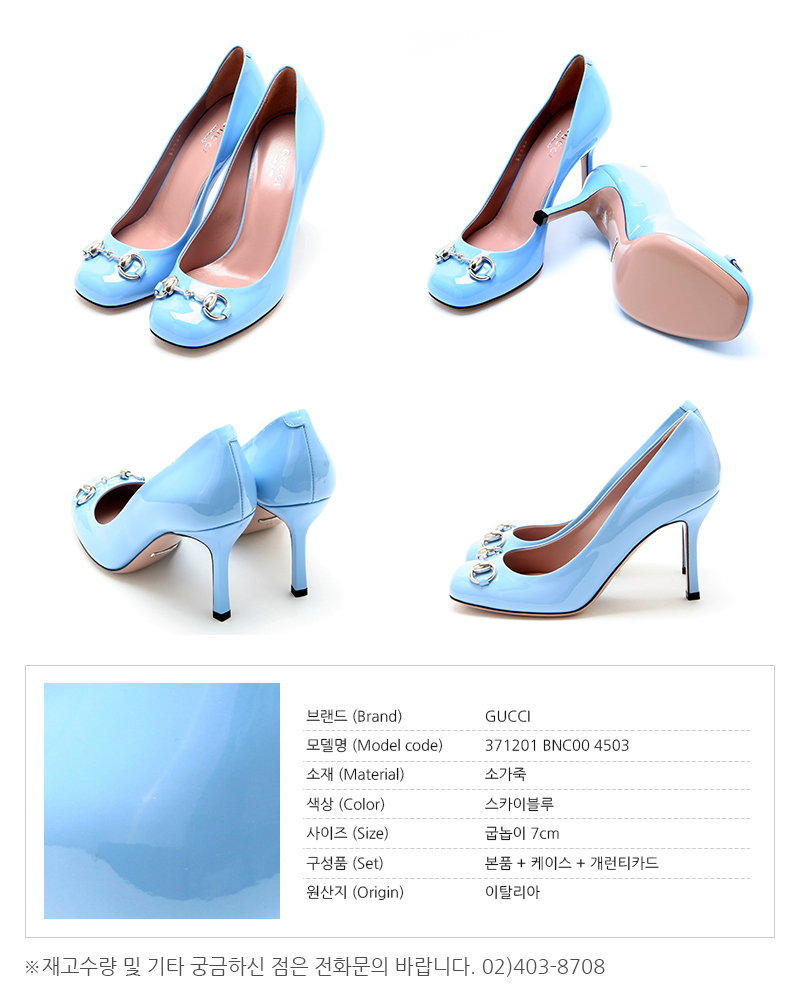 GUCCI
브랜드 (Brand) GUCCI
모델명 (Model code) 371201 BNC00 4503
소재 (Material) 소가죽
색상 (Color) 스카이블루
사이즈 (Size) 굽높이 7cm
구성품 (Set) 본품 + 케이스 + 개런티카드
원산지 (Origin) 이탈리아
※재고수량 및 기타 궁금하신 점은 전화문의 바랍니다. 02)403-8708